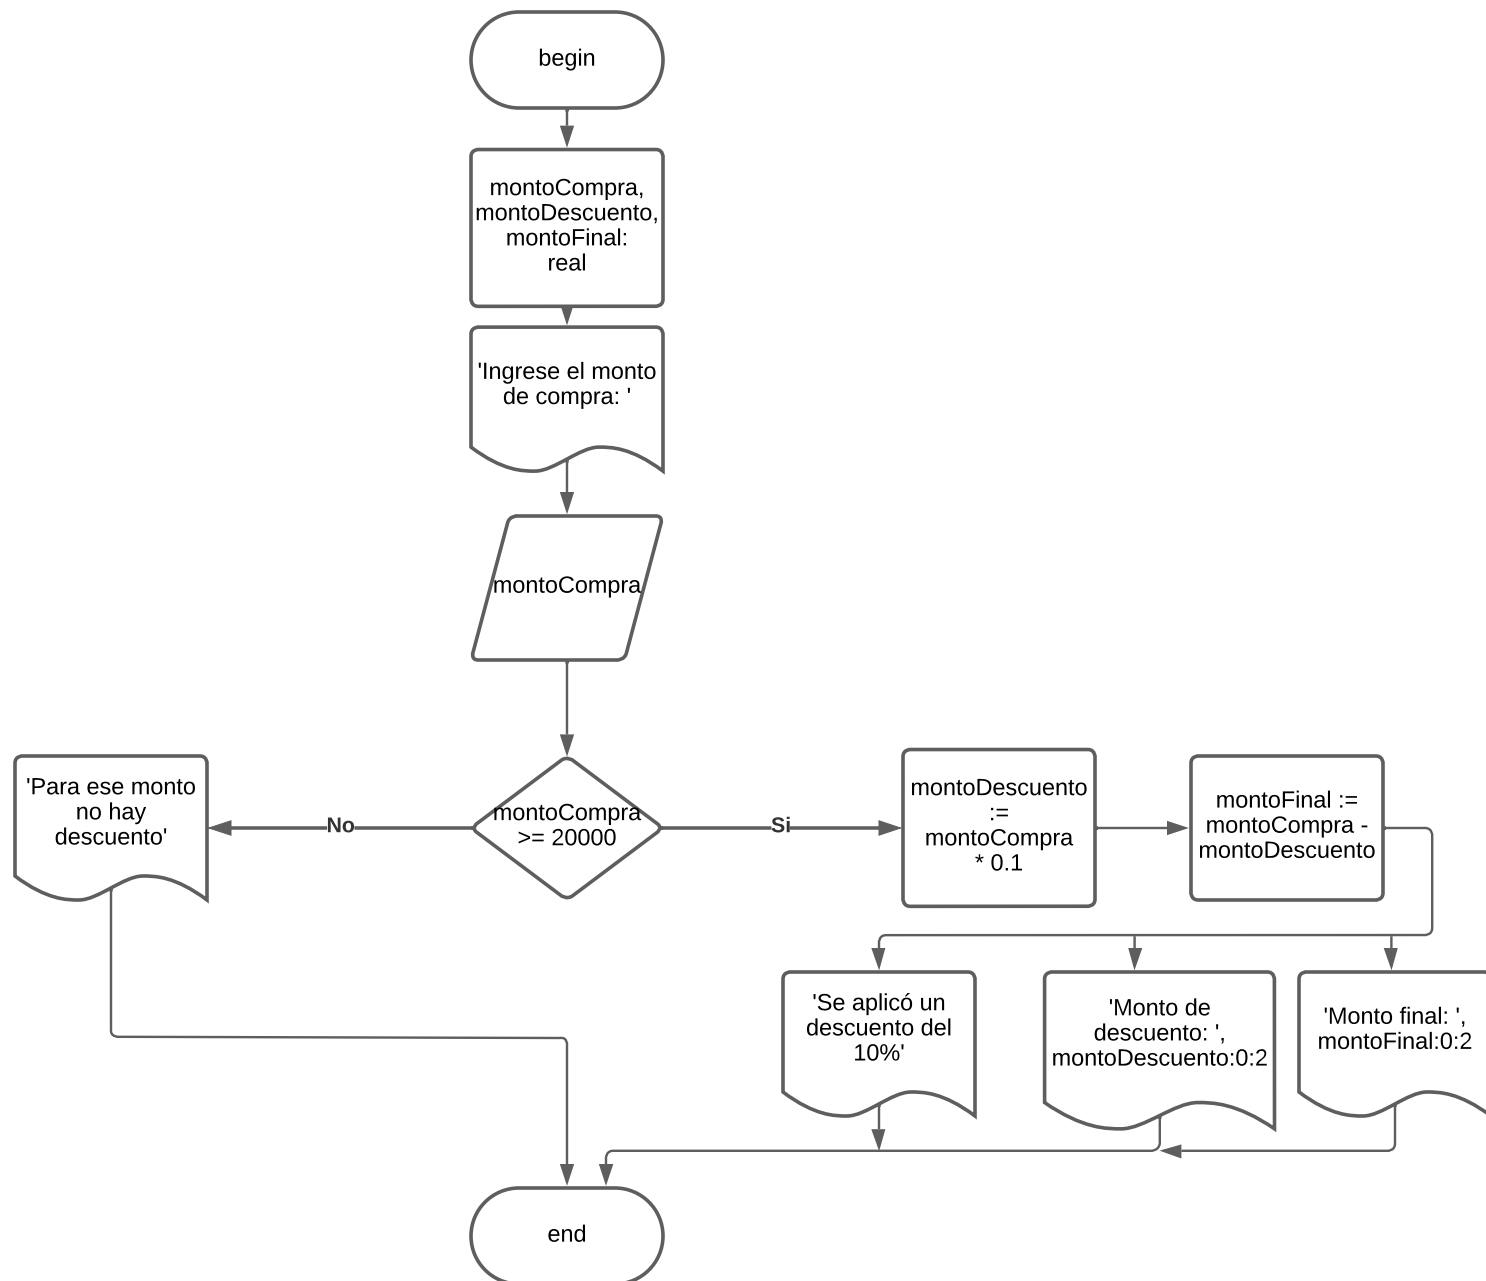 begin
montoCompra,
montoDescuento,
montoFinal:
real
'Ingrese el monto
de compra: '
montoCompra
montoCompra
>= 20000
No
'Para ese monto
no hay
descuento'
Si
montoDescuento
:=
montoCompra
* 0.1
montoFinal :=
montoCompra -
montoDescuento
'Se aplicó un
descuento del
10%'
'Monto de
descuento: ',
montoDescuento:0:2
'Monto final: ',
montoFinal:0:2
end